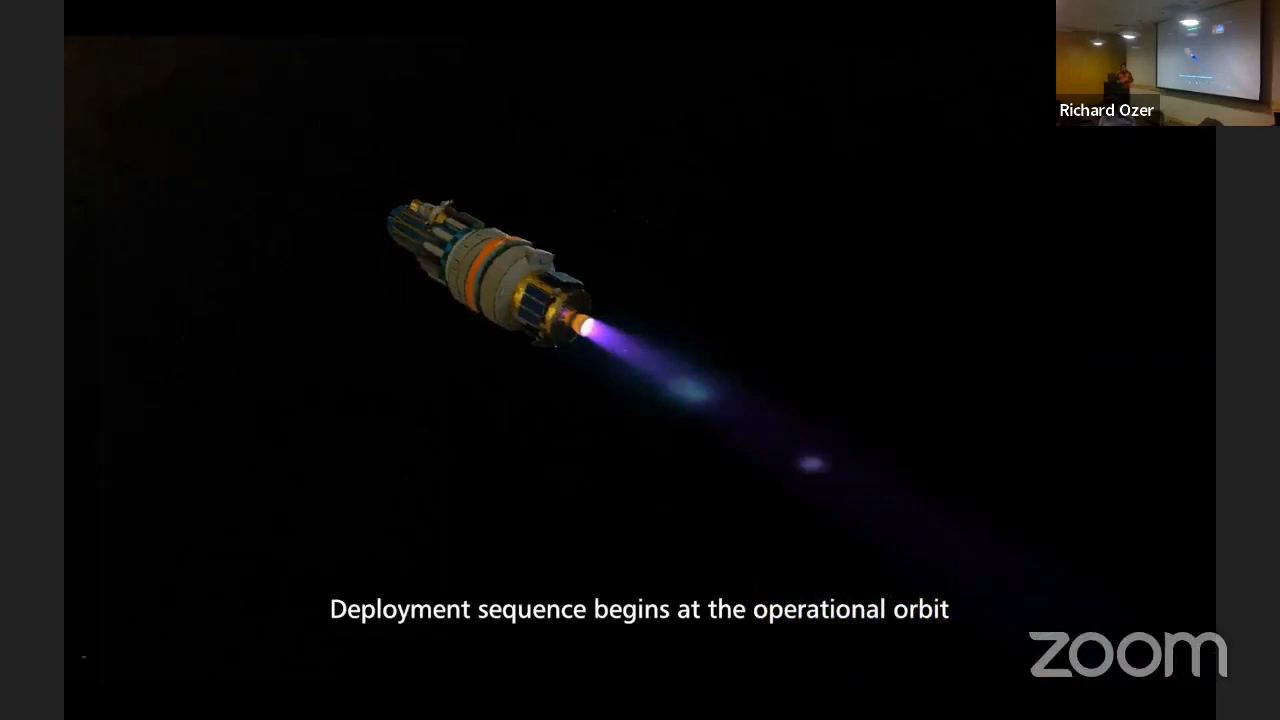 Richard Ozer
Deployment sequence begins at the operational orbit
zoom